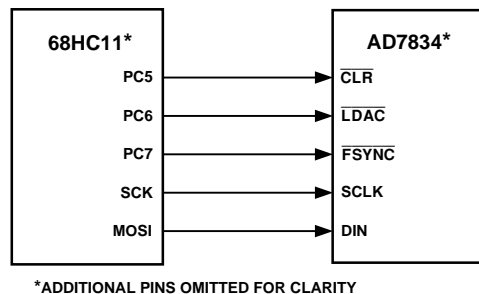 68HC11* AD7834*
PC5 CLR
PC6 LDAC
PC7 FSYNC
SCK SCLK
MOSI DIN
*ADDITIONAL PINS OMITTED FOR CLARITY